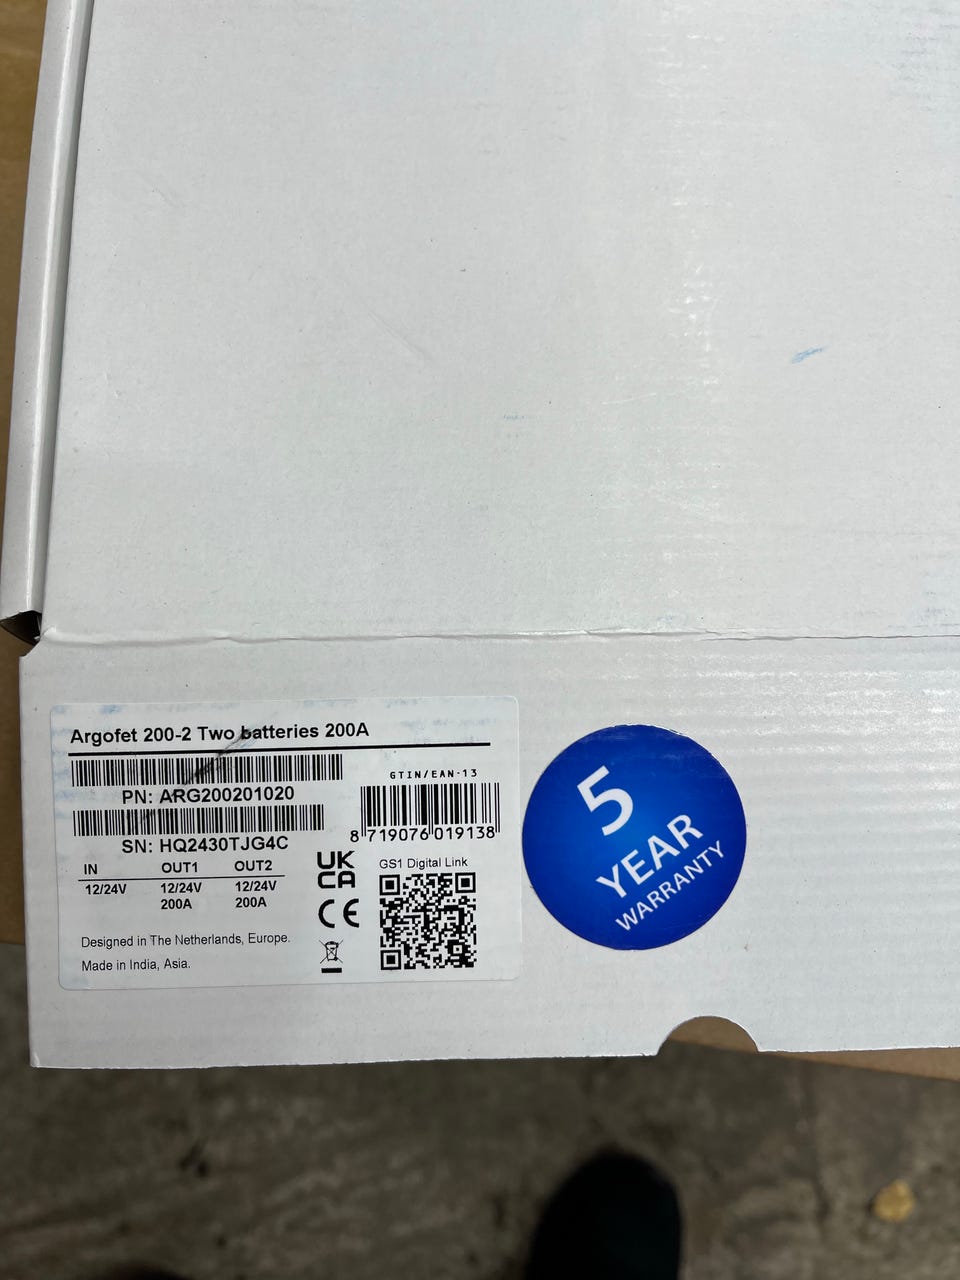 Argofet 200-2 Two batteries 200A
PN: ARG200201020
SN: HQ2430TJG4C
IN OUT1 OUT2
12/24V 12/24V 12/24V
200A 200A
Designed in The Netherlands, Europe.
Made in India, Asia.
GTIN/EAN-13
8 719076 019138
UK
CA
GS1 Digital Link
CE
5
YEAR
WARRANTY